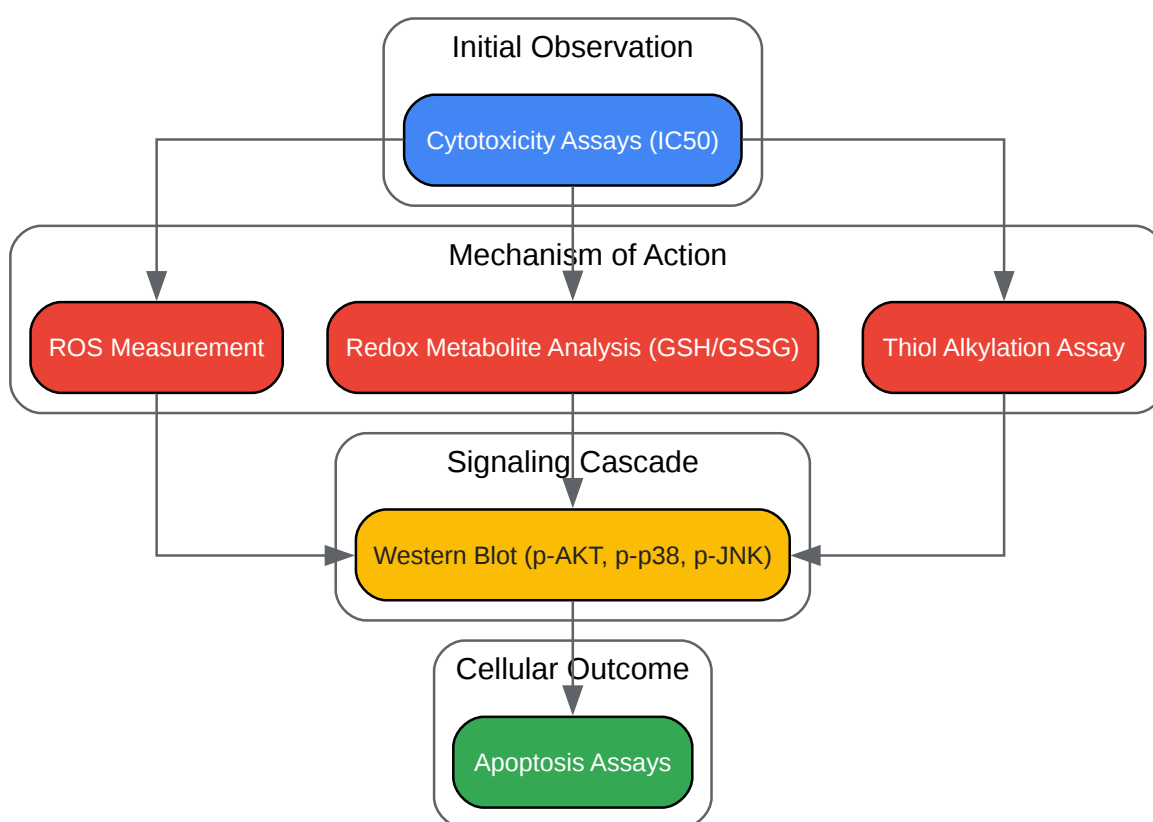 Initial Observation
Cytotoxicity Assays (IC50)
Mechanism of Action
ROS Measurement
Redox Metabolite Analysis (GSH/GSSG)
Thiol Alkylation Assay
Signaling Cascade
Western Blot (p-AKT, p-p38, p-JNK)
Cellular Outcome
Apoptosis Assays